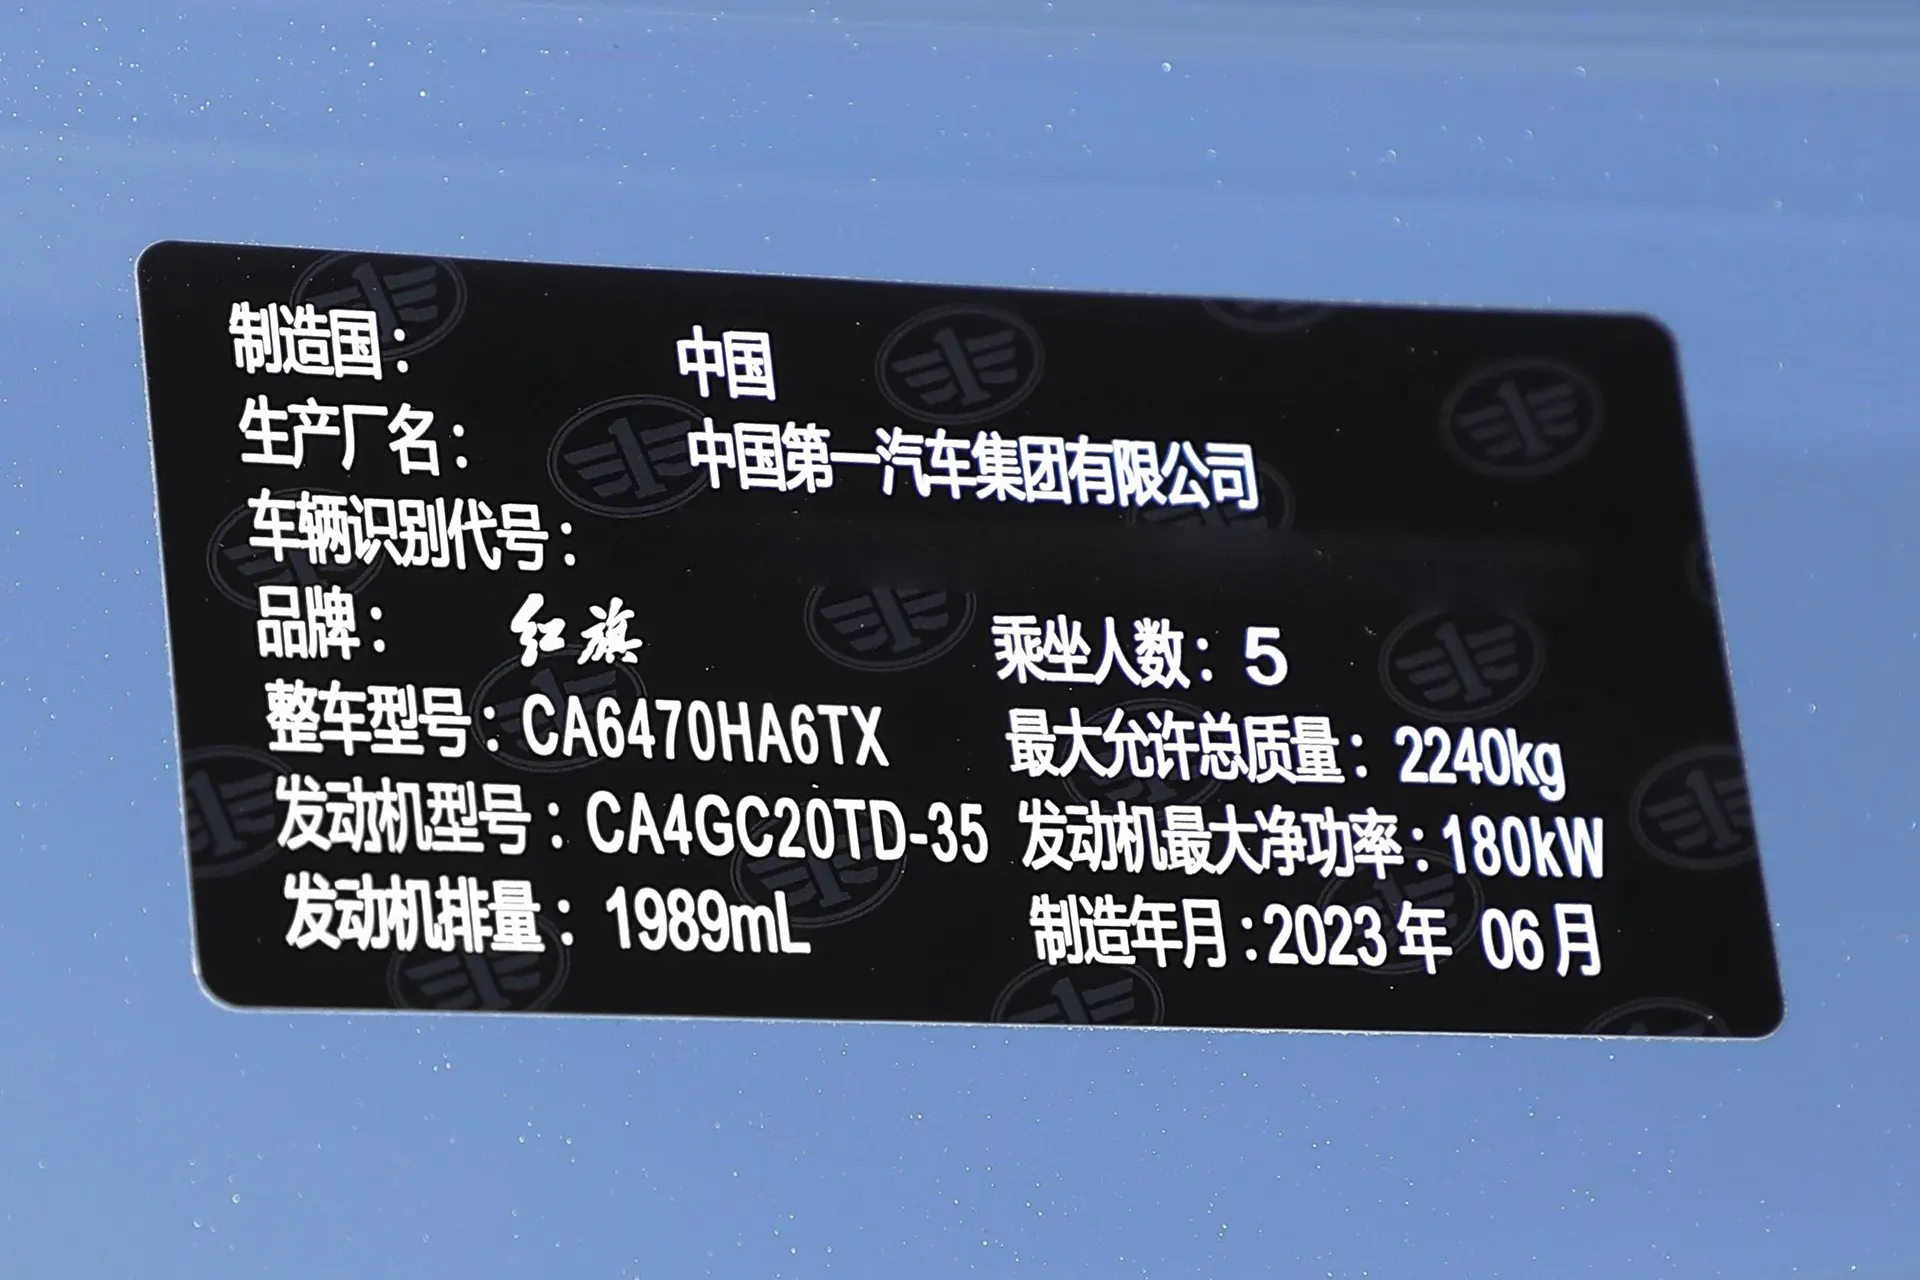 制造国： 中国
生产厂名： 中国第一汽车集团有限公司
车辆识别代号：
品牌： 红旗 乘坐人数：5
整车型号：CA6470HA6TX 最大允许总质量：2240kg
发动机型号：CA4GC20TD-35 发动机最大净功率：180kW
发动机排量：1989mL 制造年月：2023年 06月